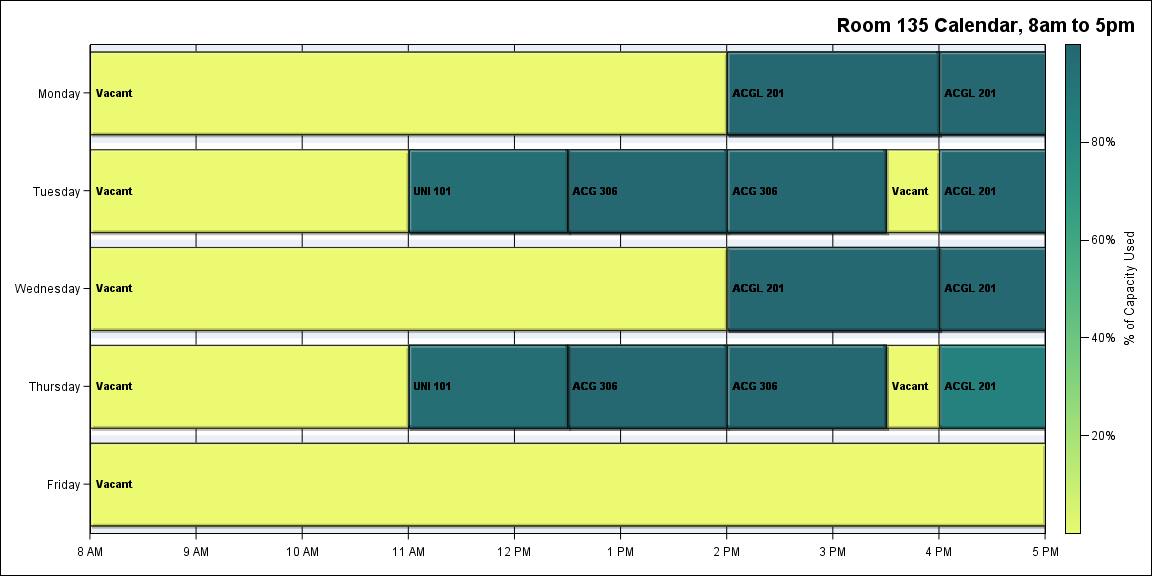 Room 135 Calendar, 8am to 5pm
Monday
Vacant
ACGL 201
ACGL 201
Tuesday
Vacant
UNI 101
ACG 306
ACG 306
Vacant
ACGL 201
Wednesday
Vacant
ACGL 201
ACGL 201
Thursday
Vacant
UNI 101
ACG 306
ACG 306
Vacant
ACGL 201
Friday
Vacant
8 AM
9 AM
10 AM
11 AM
12 PM
1 PM
2 PM
3 PM
4 PM
5 PM
80%
60%
40%
20%
% of Capacity Used